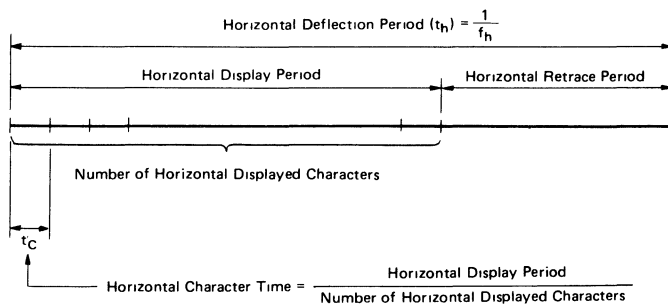 Horizontal Deflection Period (th) = 1/fh
Horizontal Display Period
Horizontal Retrace Period
Number of Horizontal Displayed Characters
tC
Horizontal Character Time = Horizontal Display Period / Number of Horizontal Displayed Characters